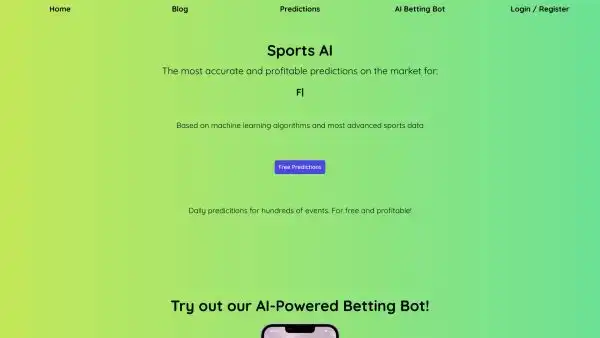 Home Blog Predictions AI Betting Bot Login / Register
Sports AI
The most accurate and profitable predictions on the market for:
F|
Based on machine learning algorithms and most advanced sports data
Free Predictions
Daily predicitions for hundreds of events. For free and profitable!
Try out our AI-Powered Betting Bot!